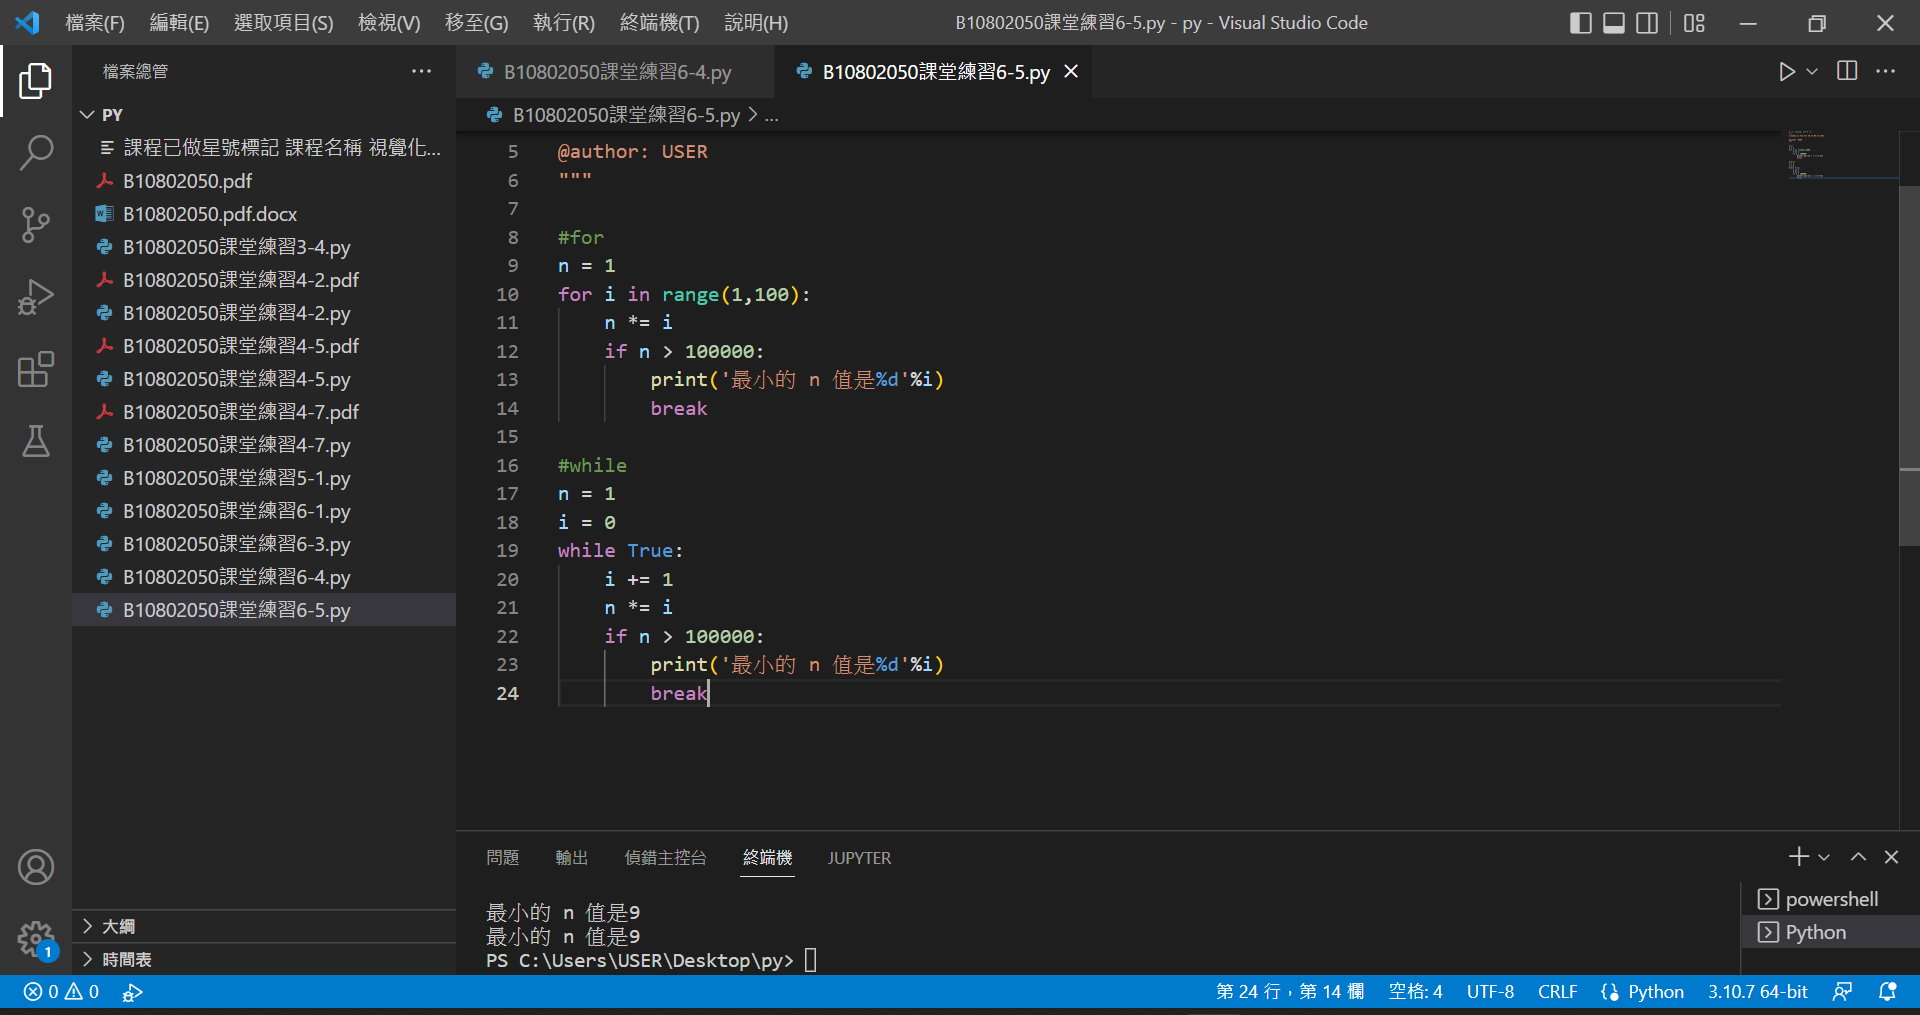 檔案(F) 編輯(E) 選取項目(S) 檢視(V) 移至(G) 執行(R) 終端機(T) 說明(H)
B10802050課堂練習6-5.py - py - Visual Studio Code
檔案總管
PY
課程已做星號標記 課程名稱 視覺化...
B10802050.pdf
B10802050.pdf.docx
B10802050課堂練習3-4.py
B10802050課堂練習4-2.pdf
B10802050課堂練習4-2.py
B10802050課堂練習4-5.pdf
B10802050課堂練習4-5.py
B10802050課堂練習4-7.pdf
B10802050課堂練習4-7.py
B10802050課堂練習5-1.py
B10802050課堂練習6-1.py
B10802050課堂練習6-3.py
B10802050課堂練習6-4.py
B10802050課堂練習6-5.py
大綱
時間表
1
B10802050課堂練習6-4.py
B10802050課堂練習6-5.py
B10802050課堂練習6-5.py > ...
5 @author: USER
6 """
7
8 #for
9 n = 1
10 for i in range(1,100):
11     n *= i
12     if n > 100000:
13         print('最小的 n 值是%d'%i)
14         break
15
16 #while
17 n = 1
18 i = 0
19 while True:
20     i += 1
21     n *= i
22     if n > 100000:
23         print('最小的 n 值是%d'%i)
24         break
問題 輸出 偵錯主控台 終端機 JUPYTER
最小的 n 值是9
最小的 n 值是9
PS C:\Users\USER\Desktop\py>
powershell
Python
0 0
第 24 行，第 14 欄 空格: 4 UTF-8 CRLF Python 3.10.7 64-bit